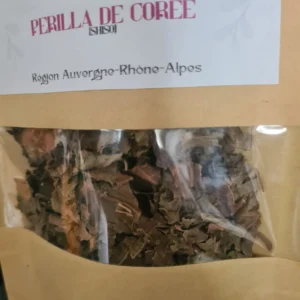 PERILLA DE CORÉE
(SHISO)
Région Auvergne-Rhône-Alpes